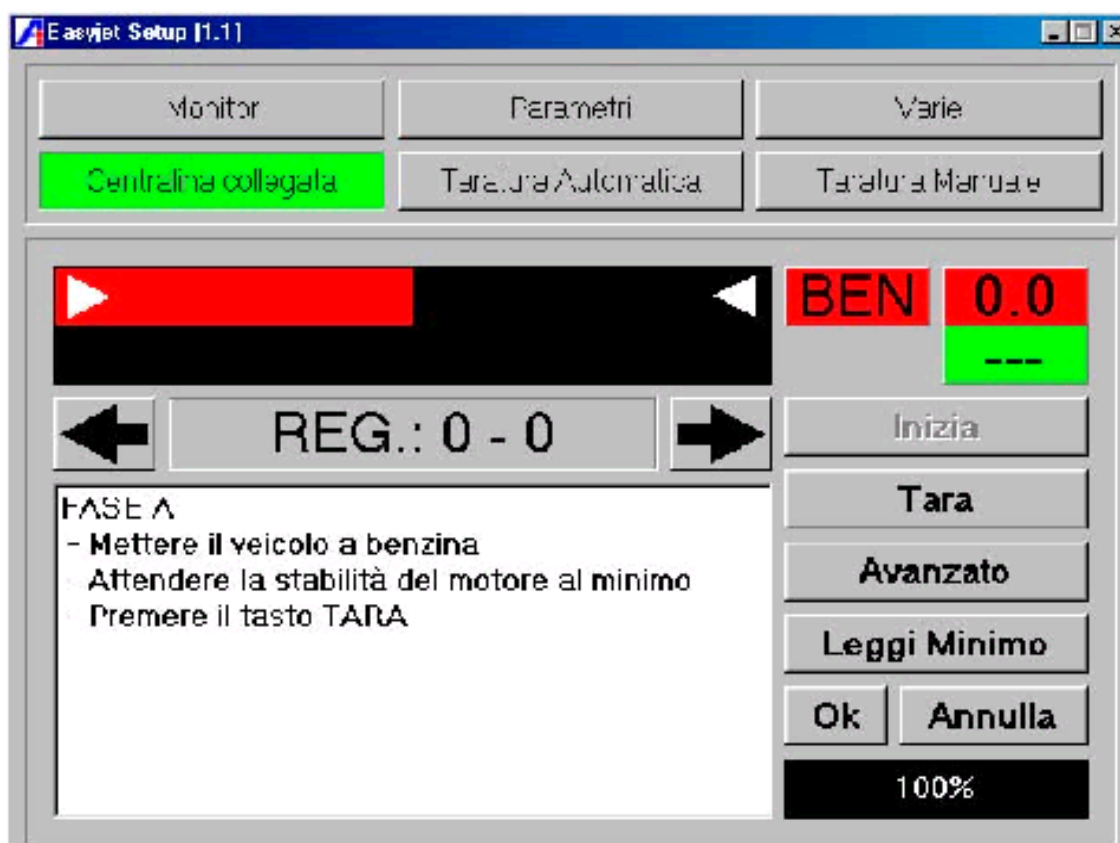 Easyjet Setup [1.1]
Monitor
Parametri
Varie
Centralina collegata
Taratura Automatica
Taratura Manuale
BEN
0.0
---
REG.: 0 - 0
Inizia
FASE A
- Mettere il veicolo a benzina
- Attendere la stabilità del motore al minimo
- Premere il tasto TARA
Tara
Avanzato
Leggi Minimo
Ok
Annulla
100%